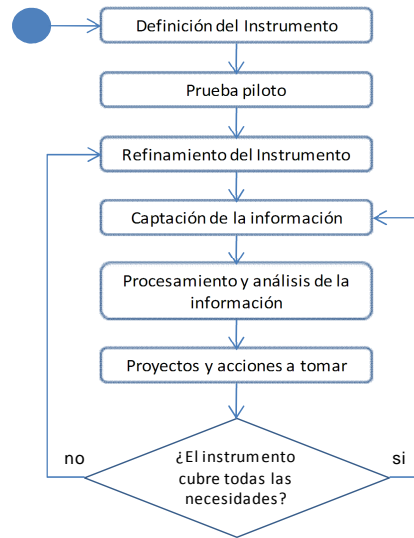 Definición del Instrumento
Prueba piloto
Refinamiento del Instrumento
Captación de la información
Procesamiento y análisis de la
información
Proyectos y acciones a tomar
no
¿El instrumento
cubre todas las
necesidades?
si